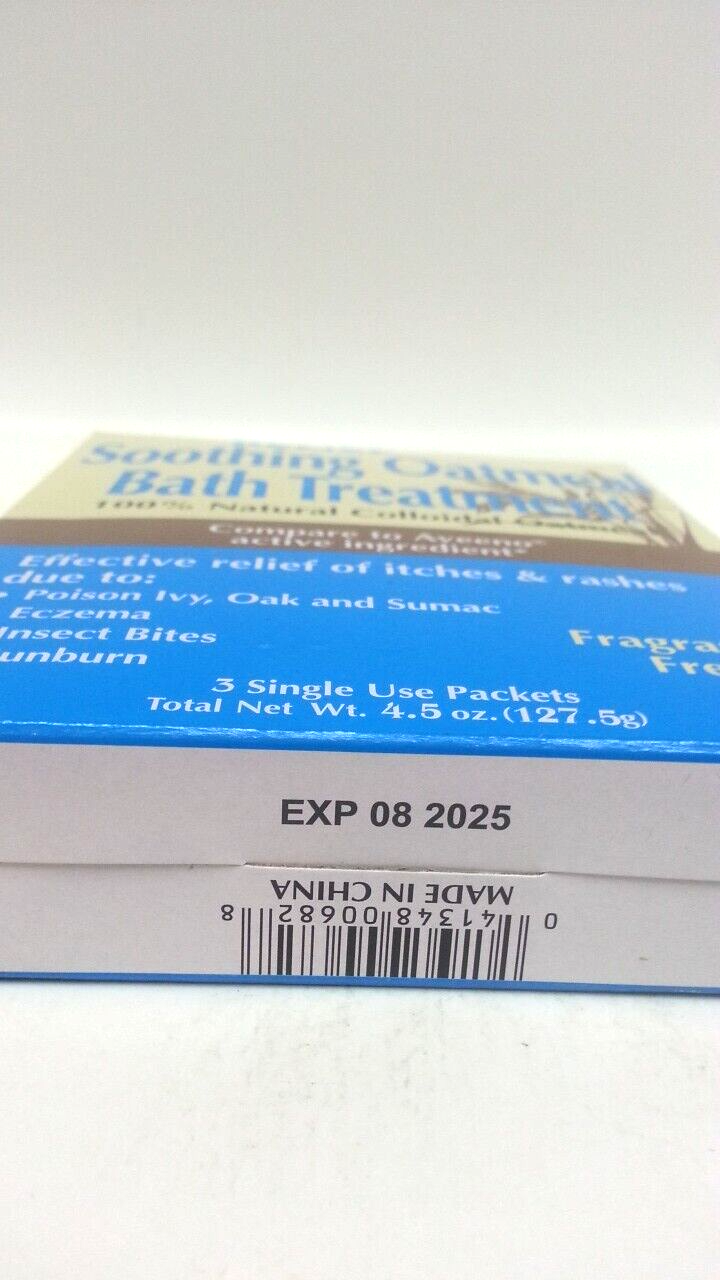 Soothing Oatmeal
Bath Treatment
100% Natural Colloidal Oatmeal
Compare to Aveeno®
active ingredient*
Effective relief of itches & rashes
due to:
• Poison Ivy, Oak and Sumac
Eczema
Insect Bites
unburn
Fragra
Fre
3 Single Use Packets
Total Net Wt. 4.5 oz. (127.5g)
EXP 08 2025
MADE IN CHINA
0 41348 00682 8